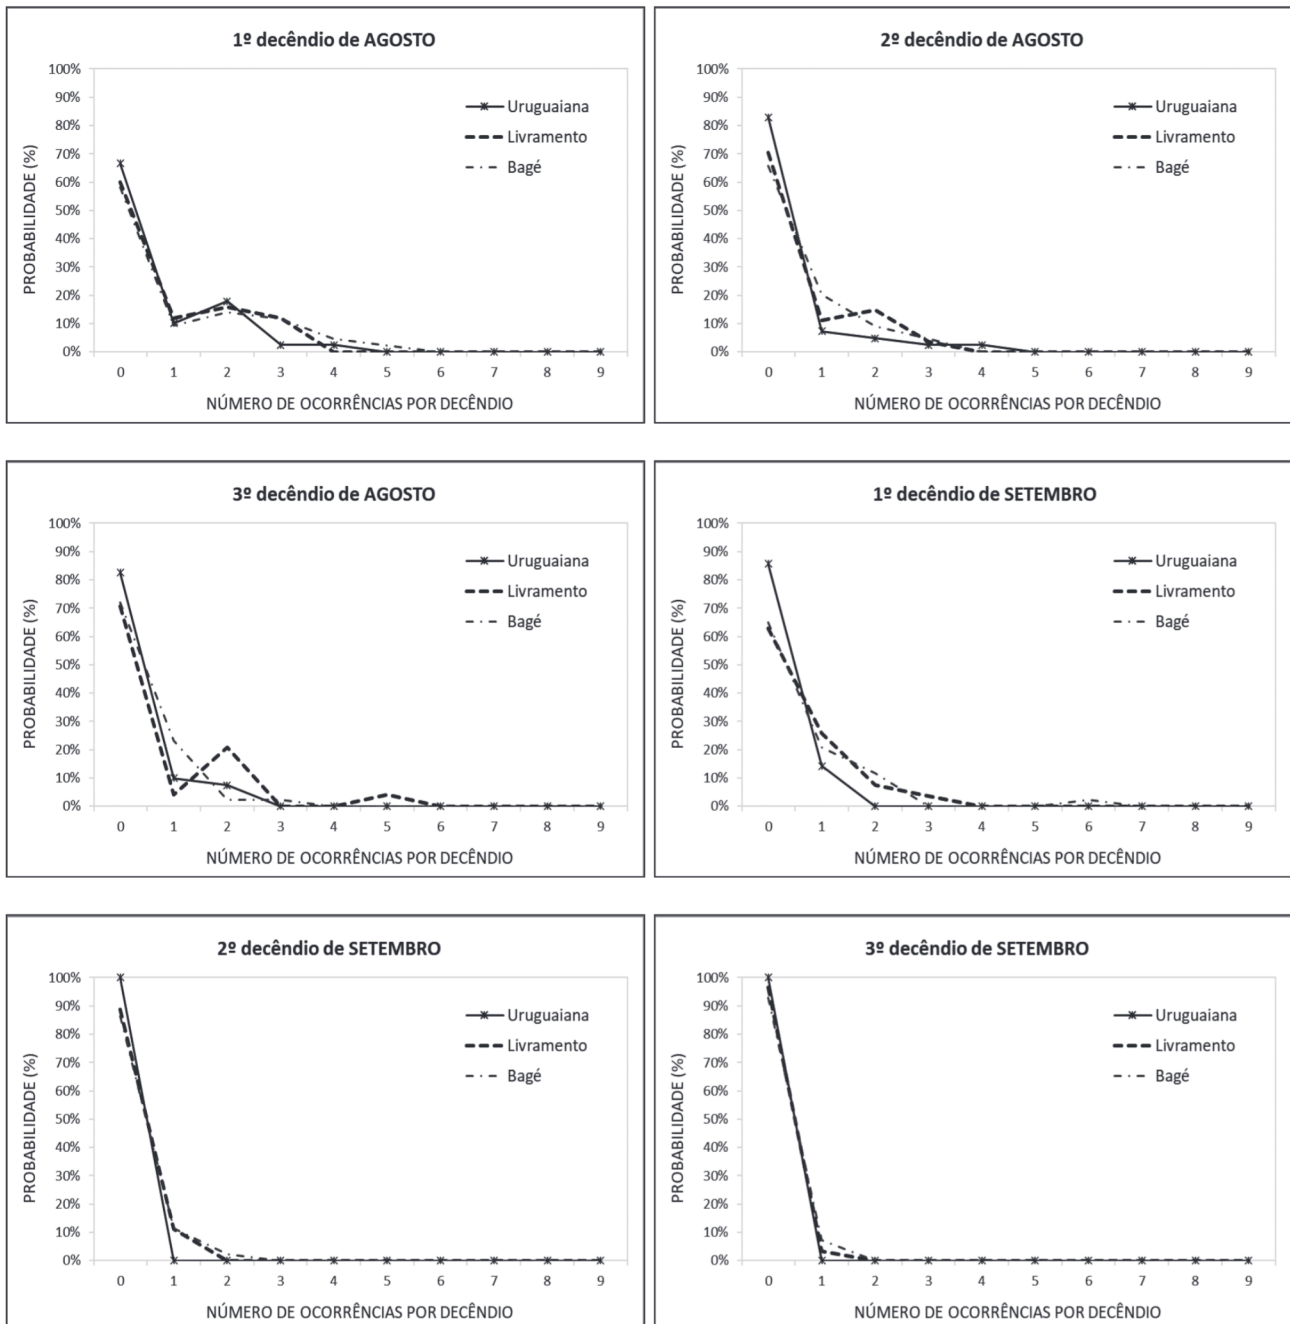 1º decêndio de AGOSTO
100%
90%
80%
70%
60%
50%
40%
30%
20%
10%
0%
PROBABILIDADE (%)
Uruguaiana
Livramento
Bagé
0 1 2 3 4 5 6 7 8 9
NÚMERO DE OCORRÊNCIAS POR DECÊNDIO
2º decêndio de AGOSTO
100%
90%
80%
70%
60%
50%
40%
30%
20%
10%
0%
PROBABILIDADE (%)
Uruguaiana
Livramento
Bagé
0 1 2 3 4 5 6 7 8 9
NÚMERO DE OCORRÊNCIAS POR DECÊNDIO
3º decêndio de AGOSTO
100%
90%
80%
70%
60%
50%
40%
30%
20%
10%
0%
PROBABILIDADE (%)
Uruguaiana
Livramento
Bagé
0 1 2 3 4 5 6 7 8 9
NÚMERO DE OCORRÊNCIAS POR DECÊNDIO
1º decêndio de SETEMBRO
100%
90%
80%
70%
60%
50%
40%
30%
20%
10%
0%
PROBABILIDADE (%)
Uruguaiana
Livramento
Bagé
0 1 2 3 4 5 6 7 8 9
NÚMERO DE OCORRÊNCIAS POR DECÊNDIO
2º decêndio de SETEMBRO
100%
90%
80%
70%
60%
50%
40%
30%
20%
10%
0%
PROBABILIDADE (%)
Uruguaiana
Livramento
Bagé
0 1 2 3 4 5 6 7 8 9
NÚMERO DE OCORRÊNCIAS POR DECÊNDIO
3º decêndio de SETEMBRO
100%
90%
80%
70%
60%
50%
40%
30%
20%
10%
0%
PROBABILIDADE (%)
Uruguaiana
Livramento
Bagé
0 1 2 3 4 5 6 7 8 9
NÚMERO DE OCORRÊNCIAS POR DECÊNDIO